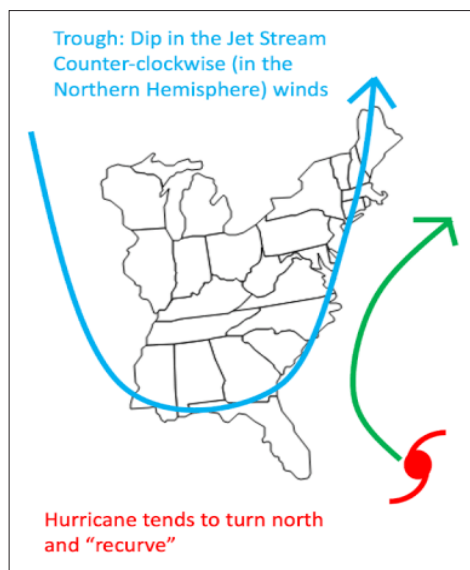 Trough: Dip in the Jet Stream
Counter-clockwise (in the
Northern Hemisphere) winds
Hurricane tends to turn north
and “recurve”